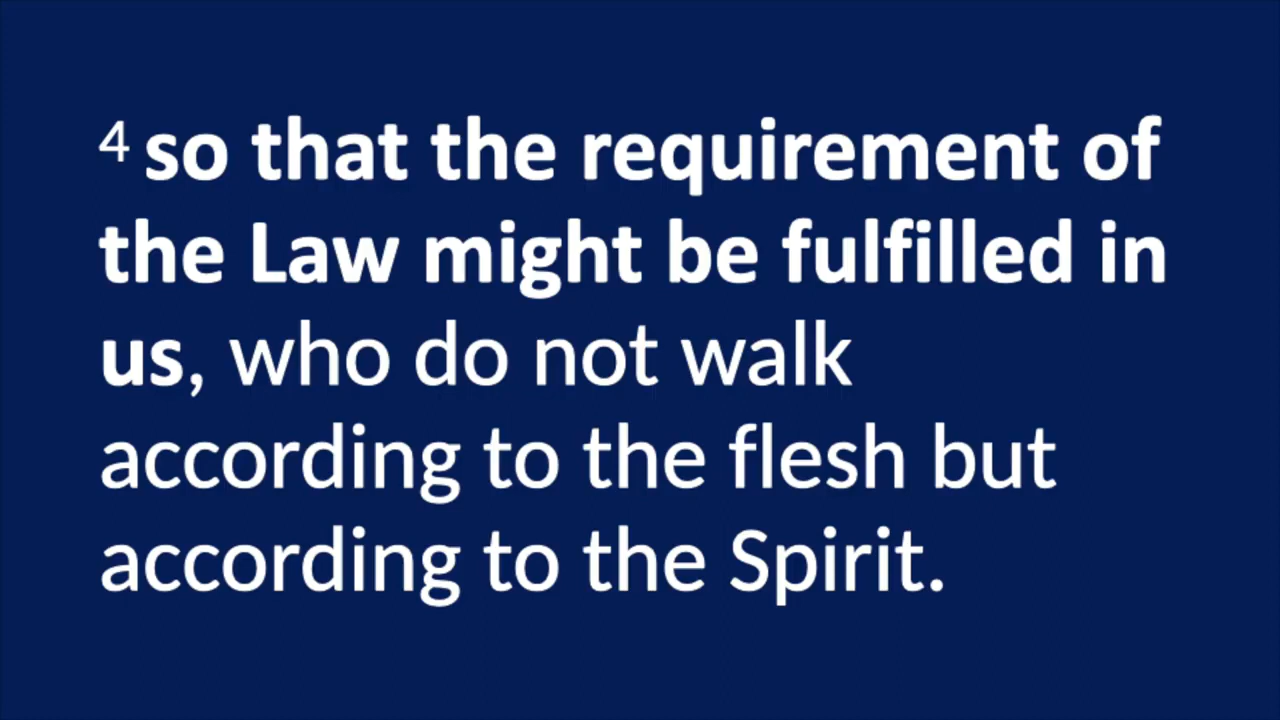 4 so that the requirement of
the Law might be fulfilled in
us, who do not walk
according to the flesh but
according to the Spirit.